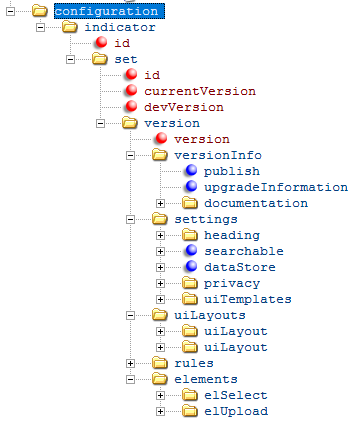 configuration
indicator
id
set
id
currentVersion
devVersion
version
version
versionInfo
publish
upgradeInformation
documentation
settings
heading
searchable
dataStore
privacy
uiTemplates
uiLayouts
uiLayout
uiLayout
rules
elements
elSelect
elUpload